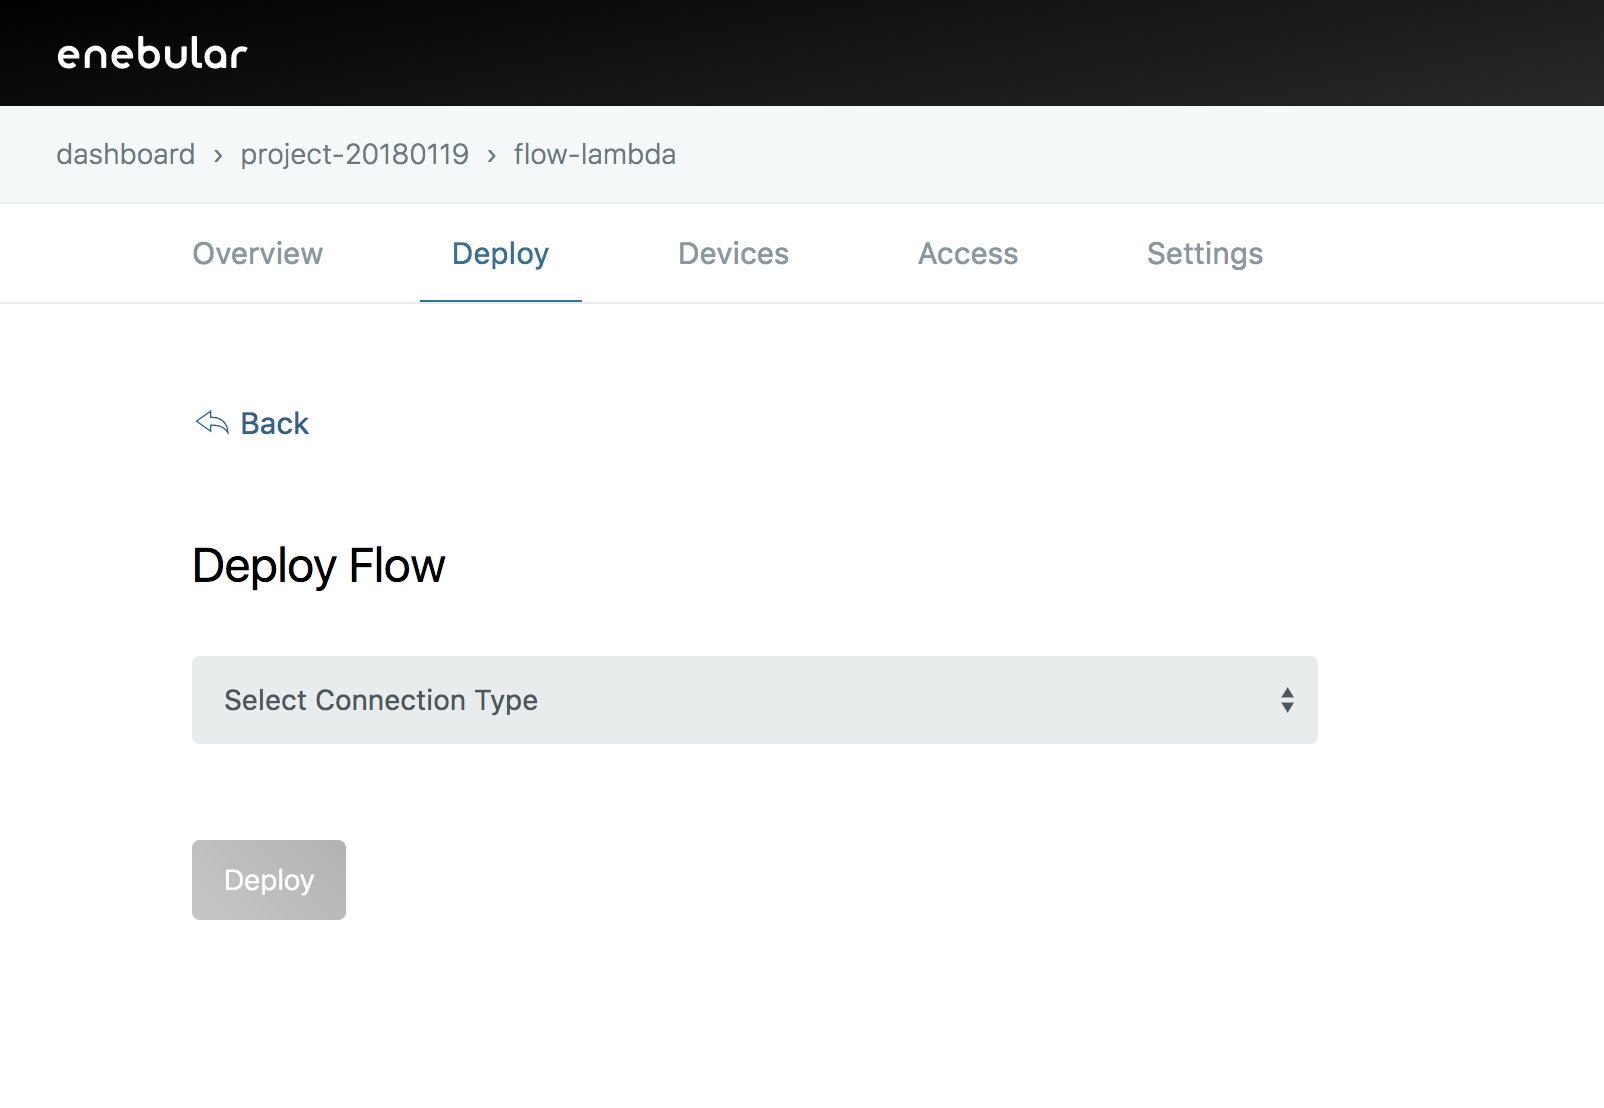 enebular
dashboard › project-20180119 › flow-lambda
Overview Deploy Devices Access Settings
Back
Deploy Flow
Select Connection Type
Deploy